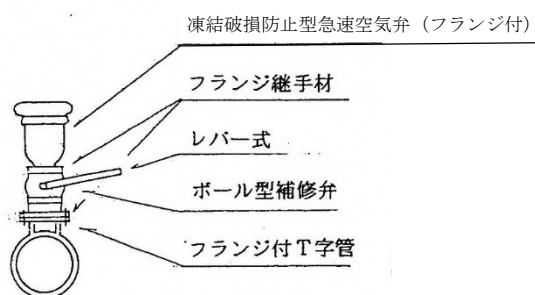 凍結破損防止型急速空気弁（フランジ付）
フランジ継手材
レバー式
ボール型補修弁
フランジ付T字管